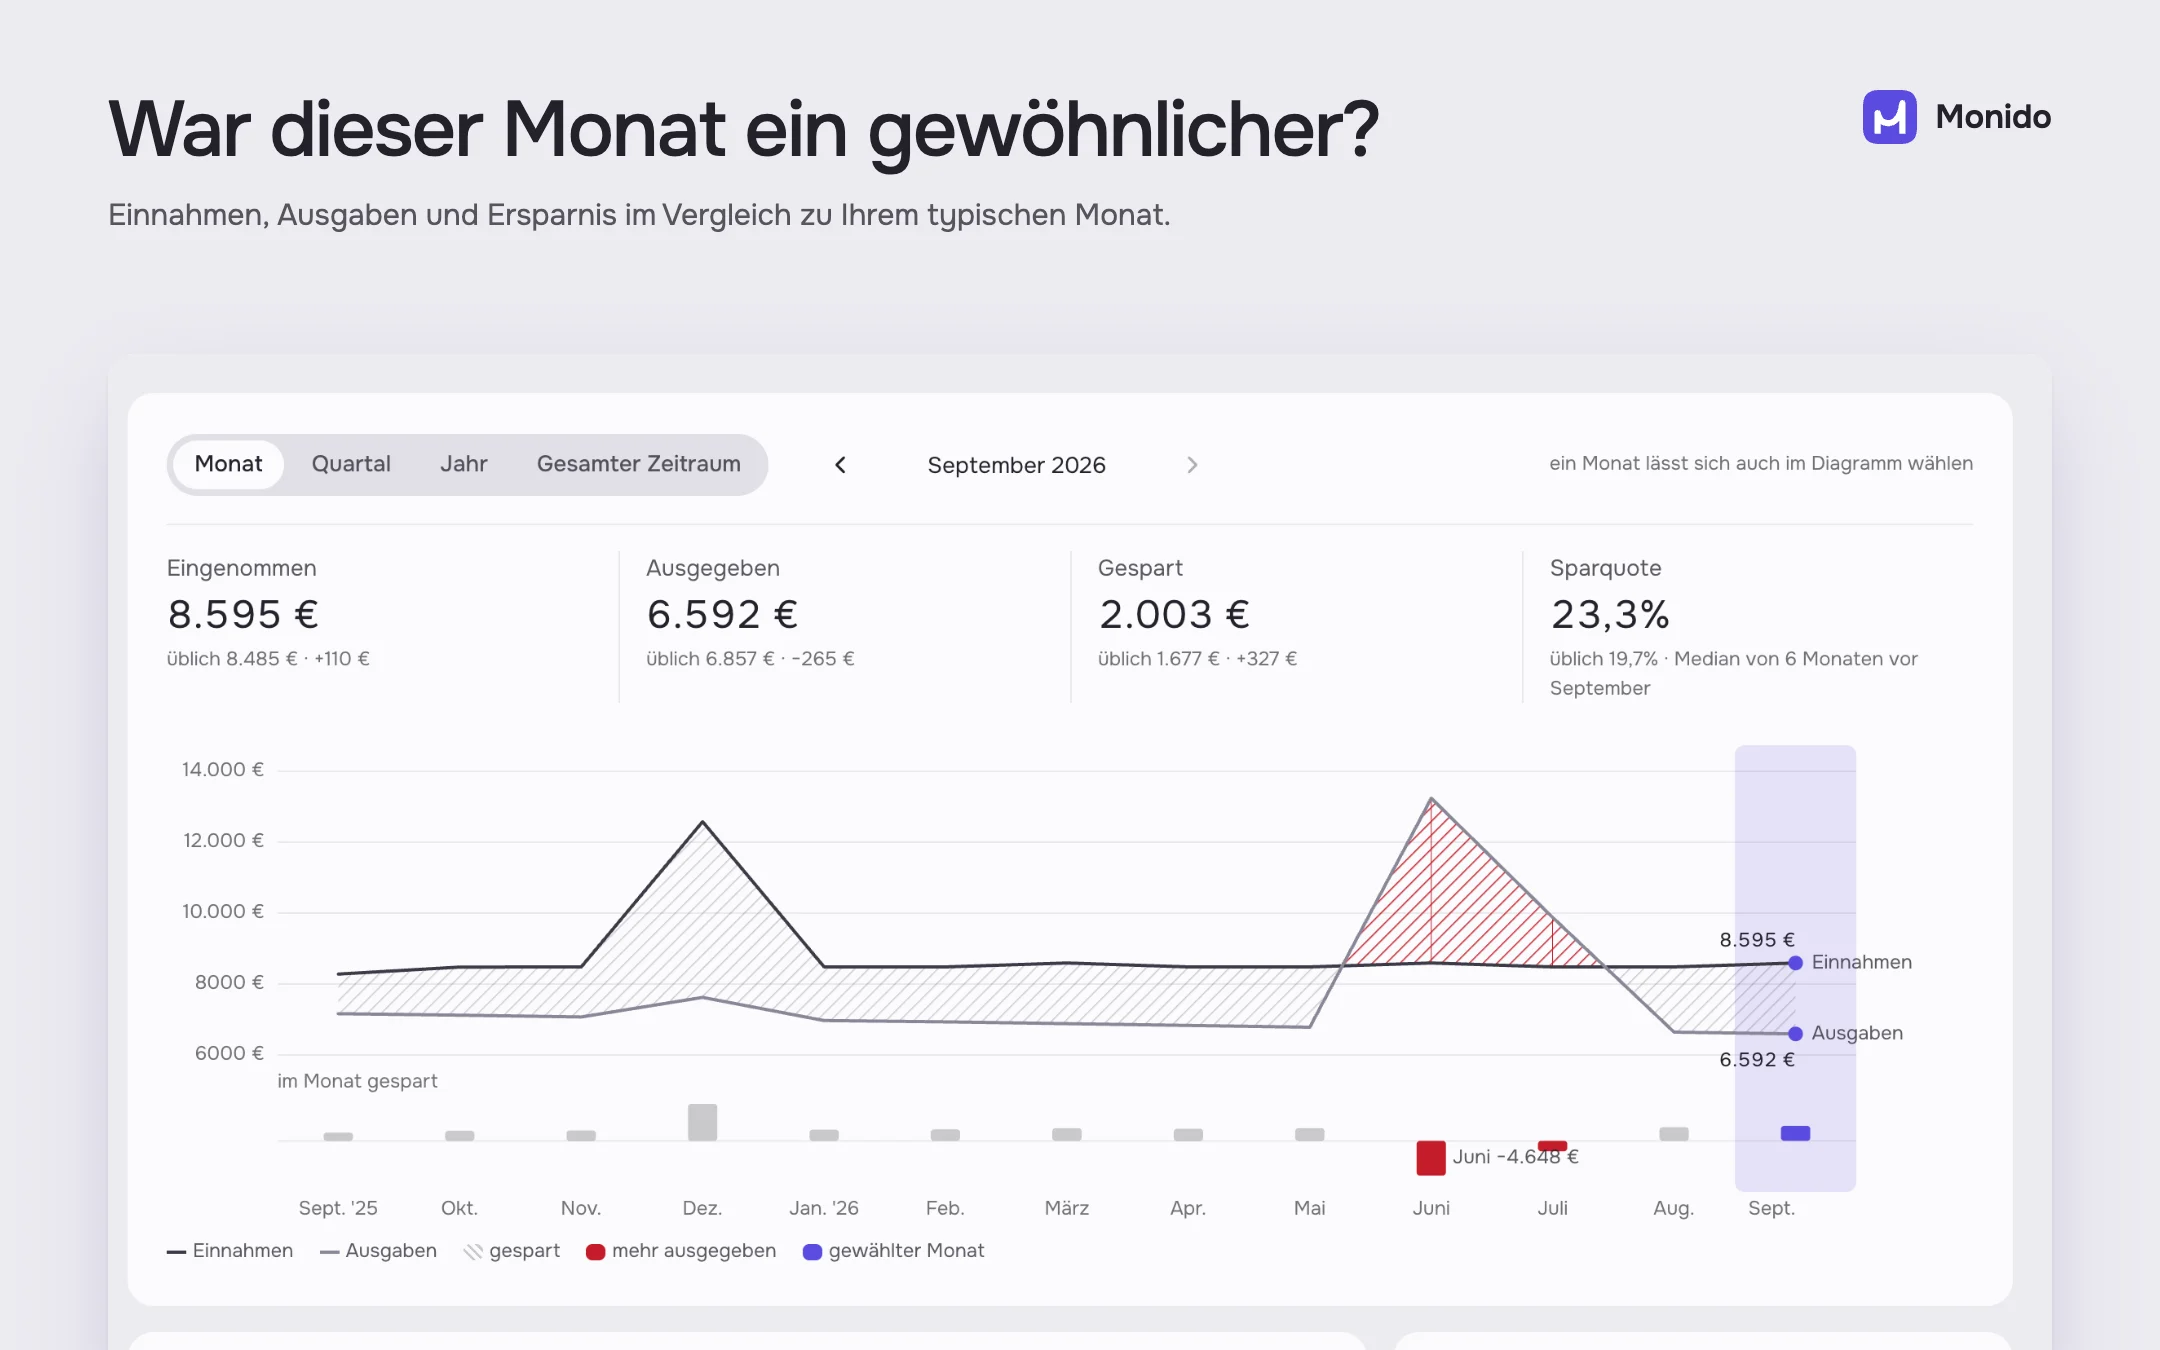 War dieser Monat ein gewöhnlicher?
Monido
Einnahmen, Ausgaben und Ersparnis im Vergleich zu Ihrem typischen Monat.
Monat
Quartal
Jahr
Gesamter Zeitraum
September 2026
ein Monat lässt sich auch im Diagramm wählen
Eingenommen
8.595 €
üblich 8.485 € · +110 €
Ausgegeben
6.592 €
üblich 6.857 € · −265 €
Gespart
2.003 €
üblich 1.677 € · +327 €
Sparquote
23,3%
üblich 19,7% · Median von 6 Monaten vor
September
14.000 €
12.000 €
10.000 €
8000 €
6000 €
8.595 €
Einnahmen
Ausgaben
6.592 €
im Monat gespart
Juni −4.648 €
Sept. '25
Okt.
Nov.
Dez.
Jan. '26
Feb.
März
Apr.
Mai
Juni
Juli
Aug.
Sept.
Einnahmen
Ausgaben
gespart
mehr ausgegeben
gewählter Monat